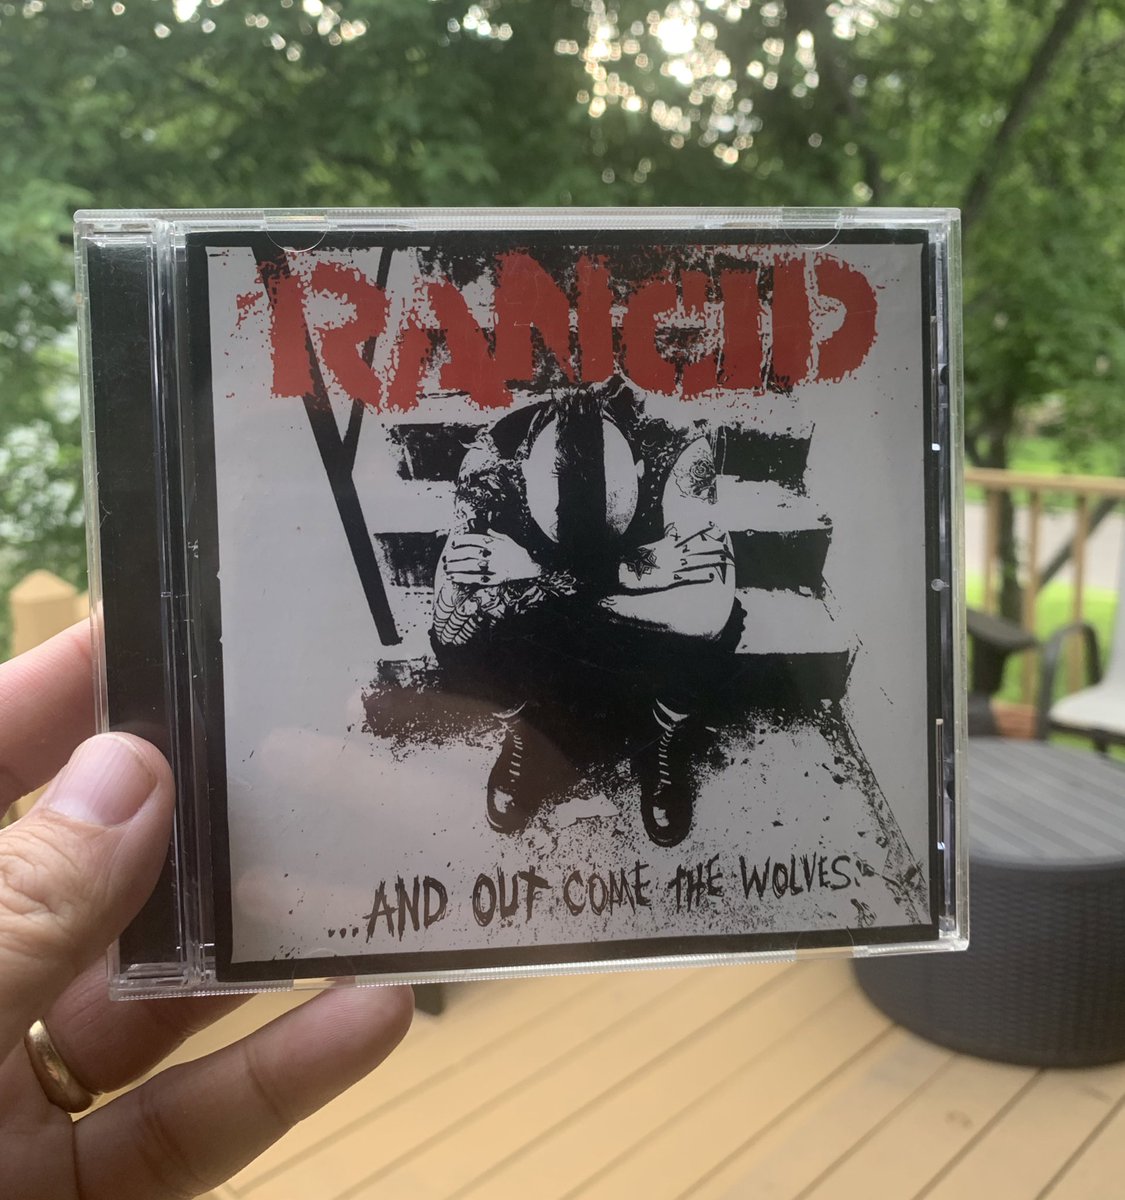 RANCID
...AND OUT COME THE WOLVES.